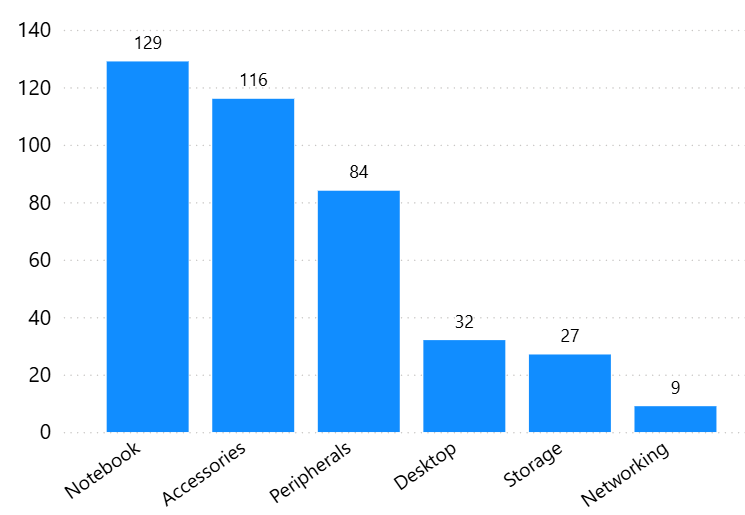 140
120
100
80
60
40
20
0
129
116
84
32
27
9
Notebook
Accessories
Peripherals
Desktop
Storage
Networking